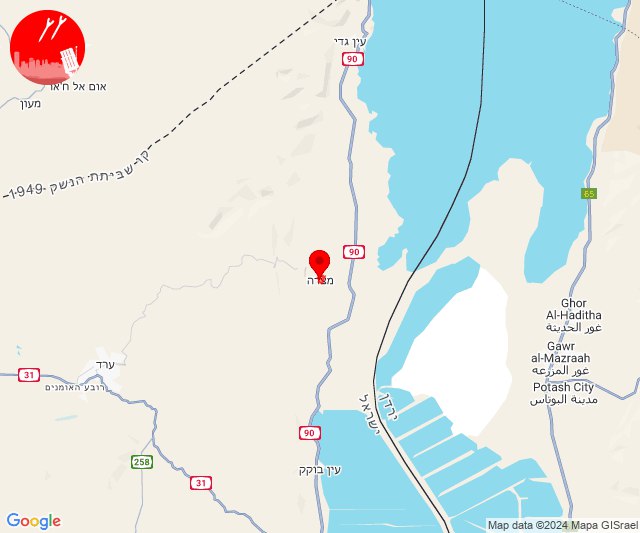 עין גדי
90
אום אל ח'או
מעון
קו שביתת הנשק 1949
65
90
מצדה
Ghor
Al-Haditha
غور الحديثة
Gawr
al-Mazraah
غور المزرعه
Potash City
مدينة البوتاس
ערד
31
רובע האומנים
ירדן
ישראל
90
258
עין בוקק
31
Google
Map data ©2024 Mapa GISrael